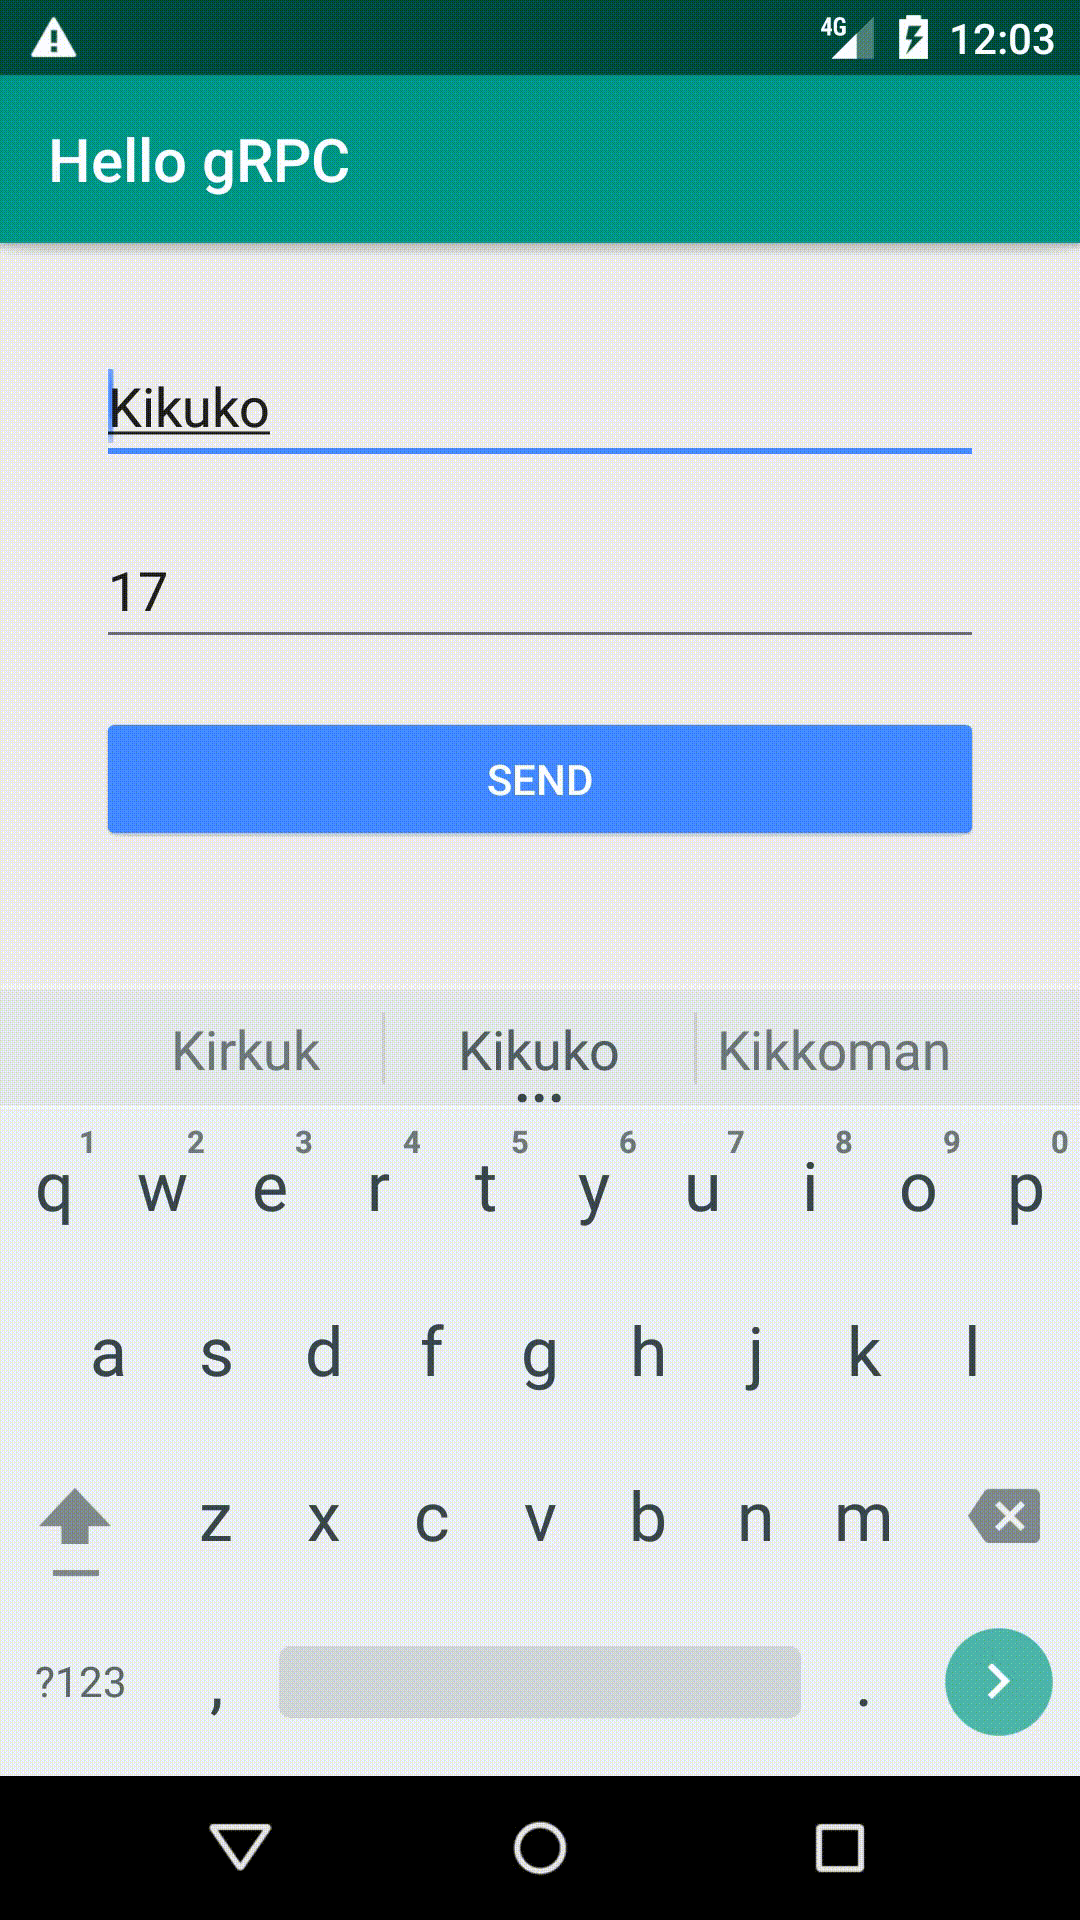 4G 12:03
Hello gRPC
Kikuko
17
SEND
Kirkuk Kikuko Kikkoman
1 2 3 4 5 6 7 8 9 0
q w e r t y u i o p
a s d f g h j k l
z x c v b n m
?123 , .